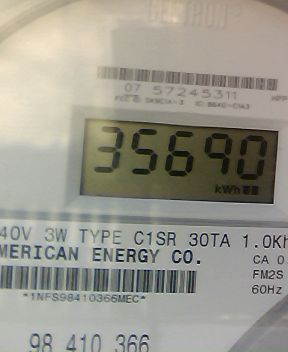 CENTRON®
07 57245311
35690
kWh
40V 3W TYPE C1SR 30TA 1.0Kh
MERICAN ENERGY CO.
CA 0
FM2S
60Hz
*1NFS98410366MEC*
98 410 366